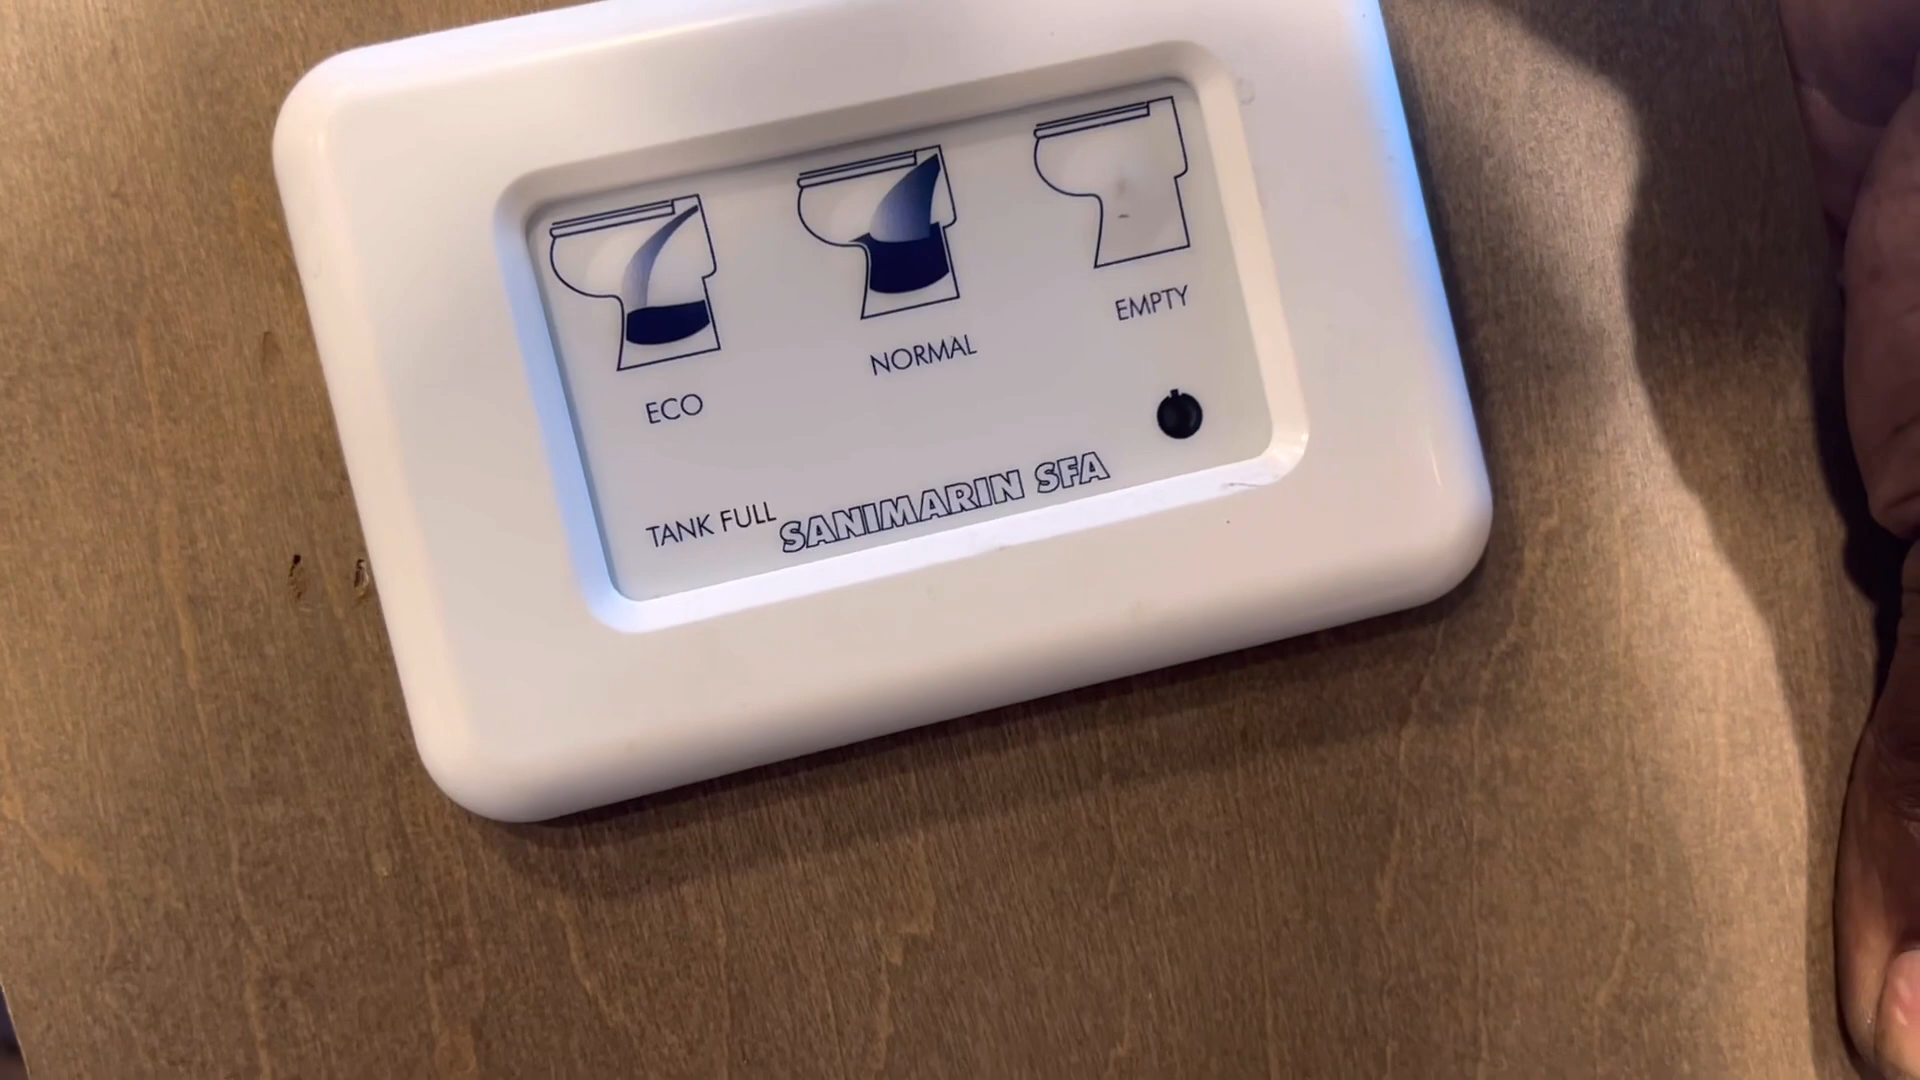 ECO
NORMAL
EMPTY
TANK FULL
SANIMARIN SFA